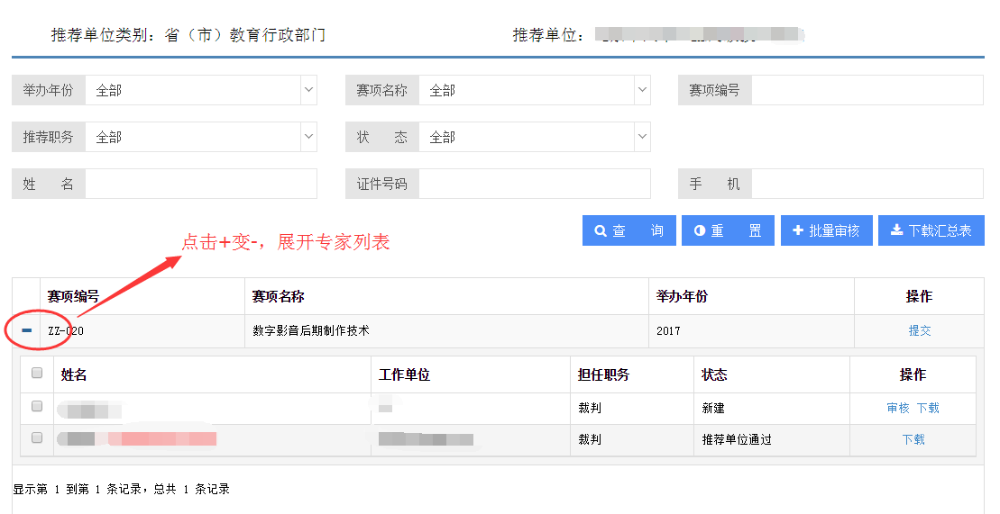 推荐单位类别：省（市）教育行政部门 推荐单位：
举办年份 全部 赛项名称 全部 赛项编号
推荐职务 全部 状 态 全部
姓 名 证件号码 手 机
查 询 重 置 批量审核 下载汇总表
点击+变-，展开专家列表
赛项编号 赛项名称 举办年份 操作
ZZ-020 数字影音后期制作技术 2017 提交
姓名 工作单位 担任职务 状态 操作
裁判 新建 审核 下载
裁判 推荐单位通过 下载
显示第 1 到第 1 条记录，总共 1 条记录